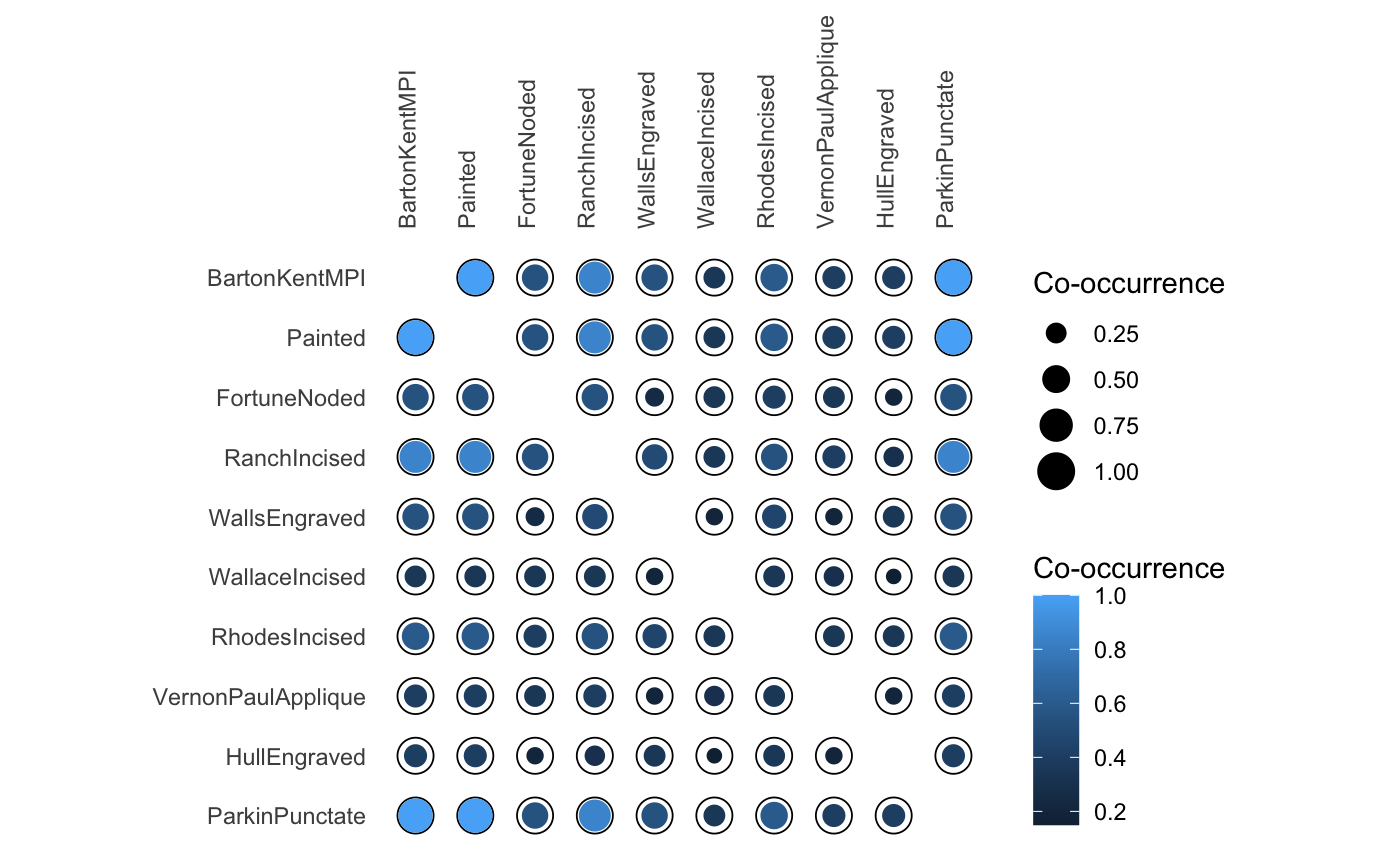 BartonKentMPI
Painted
FortuneNoded
RanchIncised
WallsEngraved
WallaceIncised
RhodesIncised
VernonPaulApplique
HullEngraved
ParkinPunctate
BartonKentMPI
Painted
FortuneNoded
RanchIncised
WallsEngraved
WallaceIncised
RhodesIncised
VernonPaulApplique
HullEngraved
ParkinPunctate
Co-occurrence
0.25
0.50
0.75
1.00
Co-occurrence
1.0
0.8
0.6
0.4
0.2